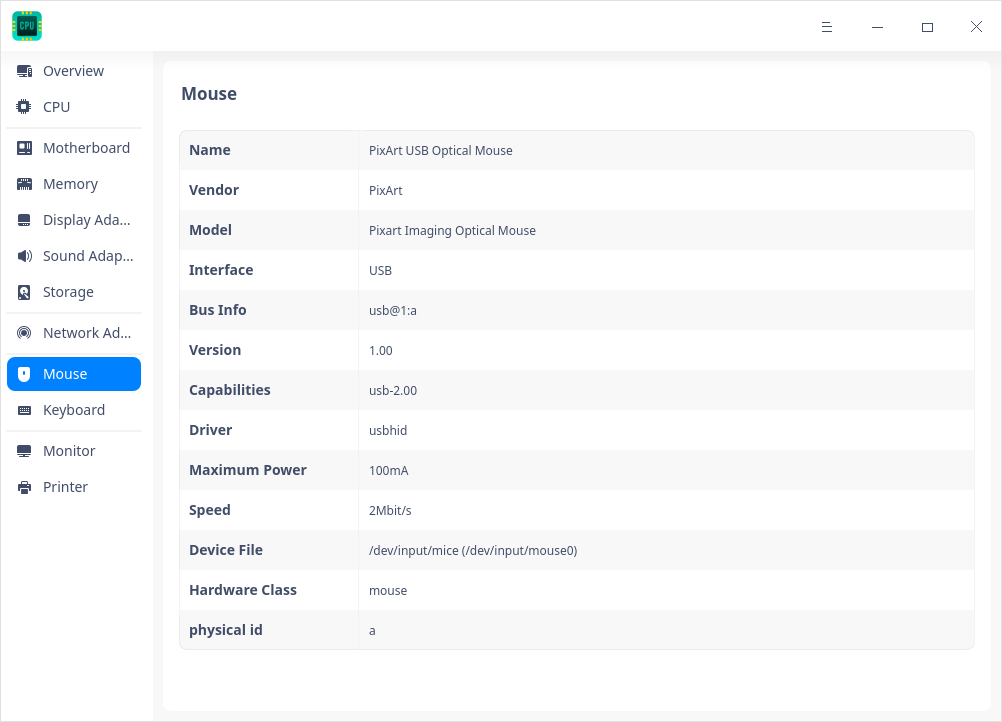 CPU
Overview
CPU
Motherboard
Memory
Display Ada...
Sound Adap...
Storage
Network Ad...
Mouse
Keyboard
Monitor
Printer
Mouse
Name PixArt USB Optical Mouse
Vendor PixArt
Model Pixart Imaging Optical Mouse
Interface USB
Bus Info usb@1:a
Version 1.00
Capabilities usb-2.00
Driver usbhid
Maximum Power 100mA
Speed 2Mbit/s
Device File /dev/input/mice (/dev/input/mouse0)
Hardware Class mouse
physical id a